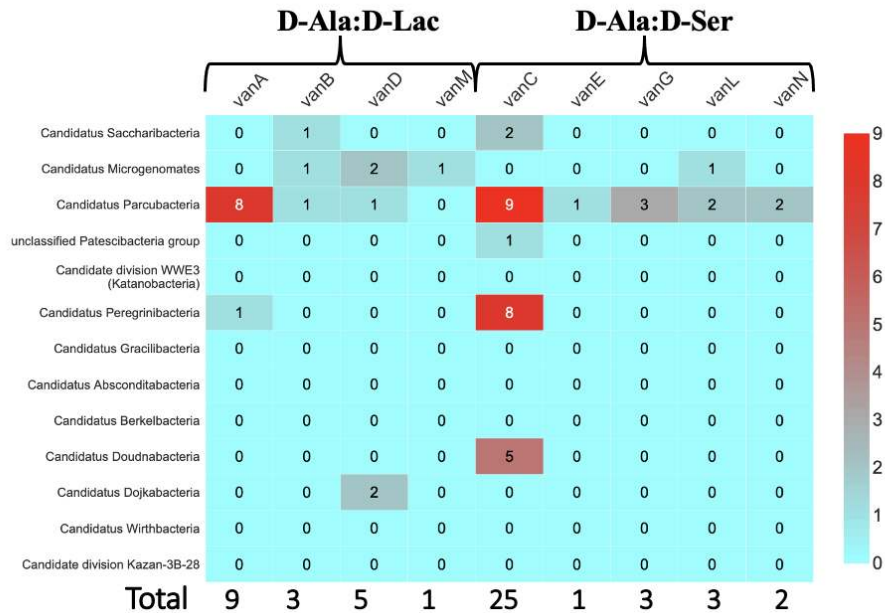 D-Ala:D-Lac D-Ala:D-Ser
vanA vanB vanD vanM vanC vanE vanG vanL vanN
Candidatus Saccharibacteria 0 1 0 0 2 0 0 0 0
Candidatus Microgenomates 0 1 2 1 0 0 0 1 0
Candidatus Parcubacteria 8 1 1 0 9 1 3 2 2
unclassified Patescibacteria group 0 0 0 0 1 0 0 0 0
Candidate division WWE3
(Katanobacteria) 0 0 0 0 0 0 0 0 0
Candidatus Peregrinibacteria 1 0 0 0 8 0 0 0 0
Candidatus Gracilibacteria 0 0 0 0 0 0 0 0 0
Candidatus Absconditabacteria 0 0 0 0 0 0 0 0 0
Candidatus Berkelbacteria 0 0 0 0 0 0 0 0 0
Candidatus Doudnabacteria 0 0 0 0 5 0 0 0 0
Candidatus Dojkabacteria 0 0 2 0 0 0 0 0 0
Candidatus Wirthbacteria 0 0 0 0 0 0 0 0 0
Candidate division Kazan-3B-28 0 0 0 0 0 0 0 0 0
Total 9 3 5 1 25 1 3 3 2
9
8
7
6
5
4
3
2
1
0